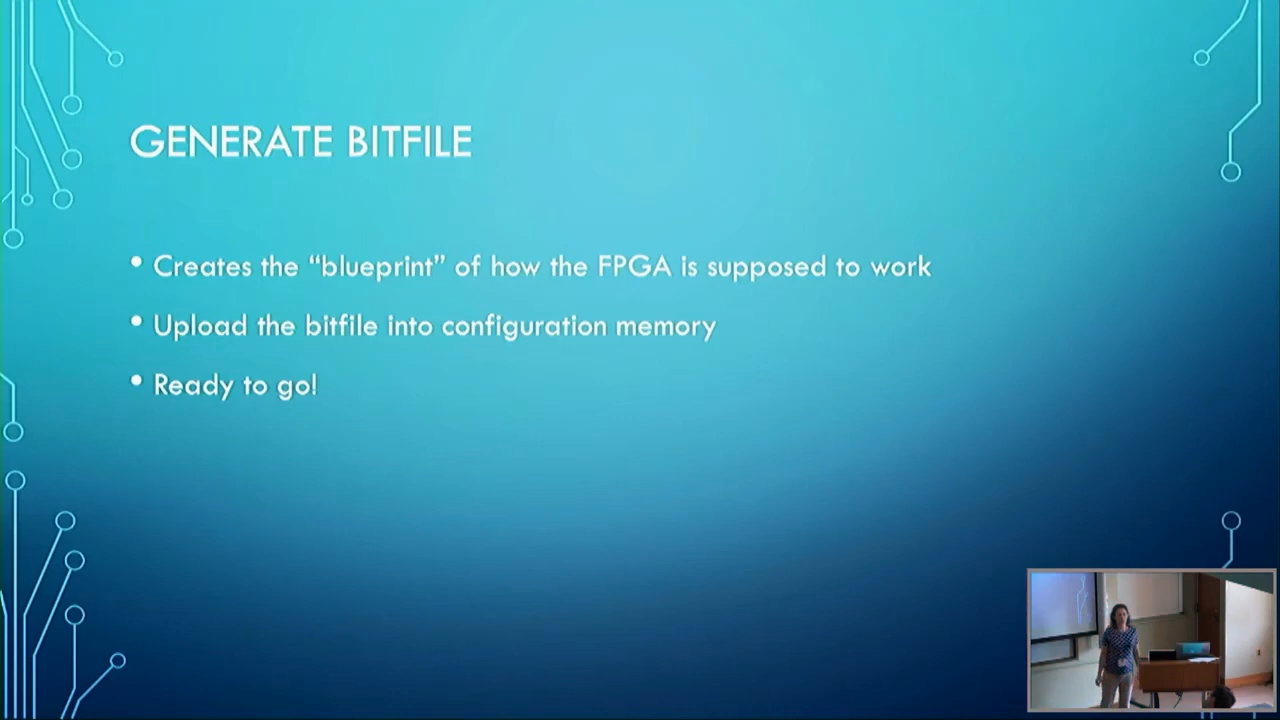 GENERATE BITFILE
• Creates the “blueprint” of how the FPGA is supposed to work
• Upload the bitfile into configuration memory
• Ready to go!